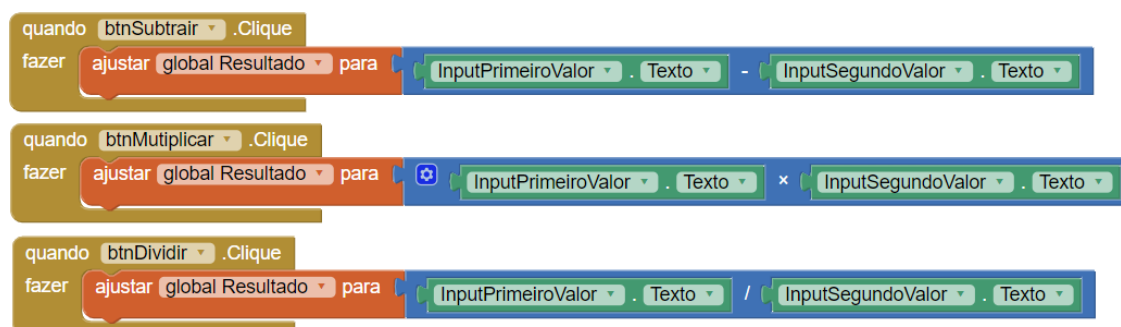 quando btnSubtrair .Clique
fazer ajustar global Resultado para InputPrimeiroValor . Texto - InputSegundoValor . Texto
quando btnMutiplicar .Clique
fazer ajustar global Resultado para InputPrimeiroValor . Texto × InputSegundoValor . Texto
quando btnDividir .Clique
fazer ajustar global Resultado para InputPrimeiroValor . Texto / InputSegundoValor . Texto